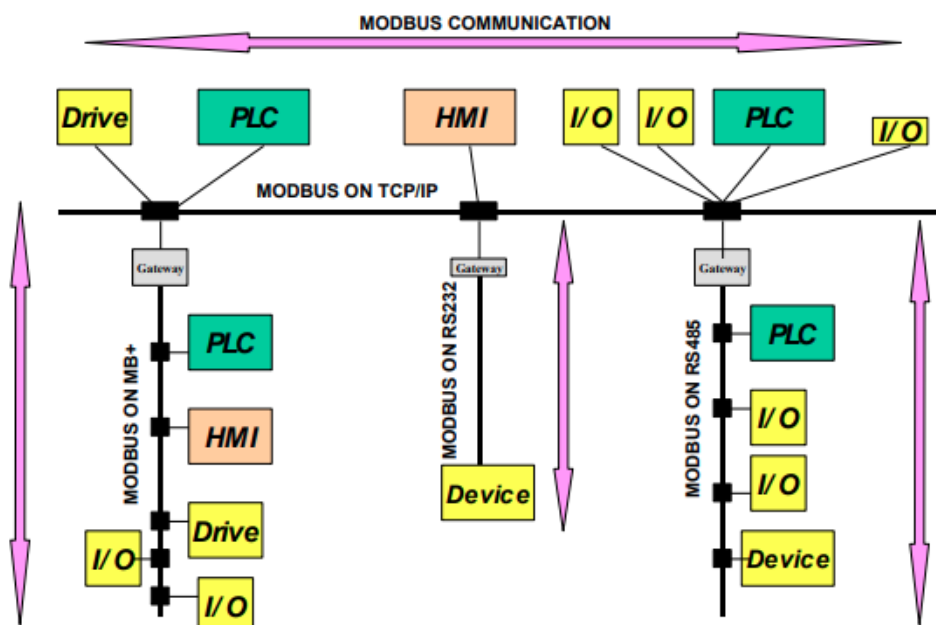 MODBUS COMMUNICATION
Drive
PLC
HMI
I/O
I/O
PLC
I/O
MODBUS ON TCP/IP
Gateway
Gateway
Gateway
MODBUS ON MB+
PLC
HMI
Drive
I/O
I/O
MODBUS ON RS232
Device
MODBUS ON RS485
PLC
I/O
I/O
Device